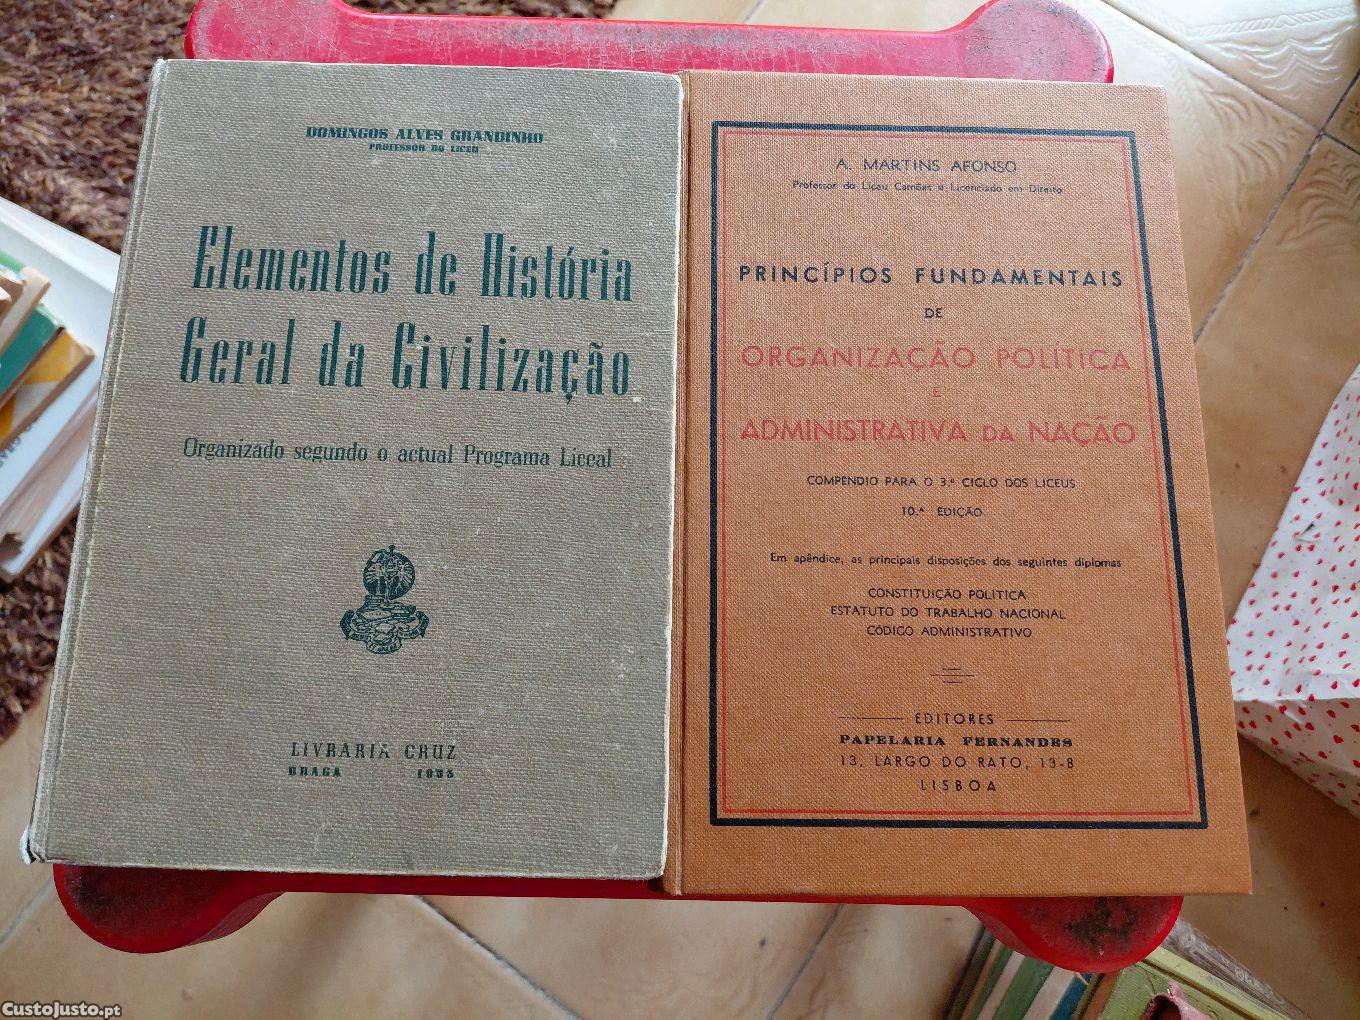 DOMINGOS ALVES GRANDINHO
PROFESSOR DO LICEU
Elementos de História
Geral da Civilização
Organizado segundo o actual Programa Liceal
LIVRARIA CRUZ
BRAGA 1955
A. MARTINS AFONSO
Professor do Liceu Camões e Licenciado em Direito
PRINCÍPIOS FUNDAMENTAIS
DE
ORGANIZAÇÃO POLÍTICA
E
ADMINISTRATIVA DA NAÇÃO
COMPÊNDIO PARA O 3.º CICLO DOS LICEUS
10.ª EDIÇÃO
Em apêndice, as principais disposições dos seguintes diplomas
CONSTITUIÇÃO POLÍTICA
ESTATUTO DO TRABALHO NACIONAL
CÓDIGO ADMINISTRATIVO
EDITORES
PAPELARIA FERNANDES
13, LARGO DO RATO, 13-B
LISBOA
CustoJusto.pt